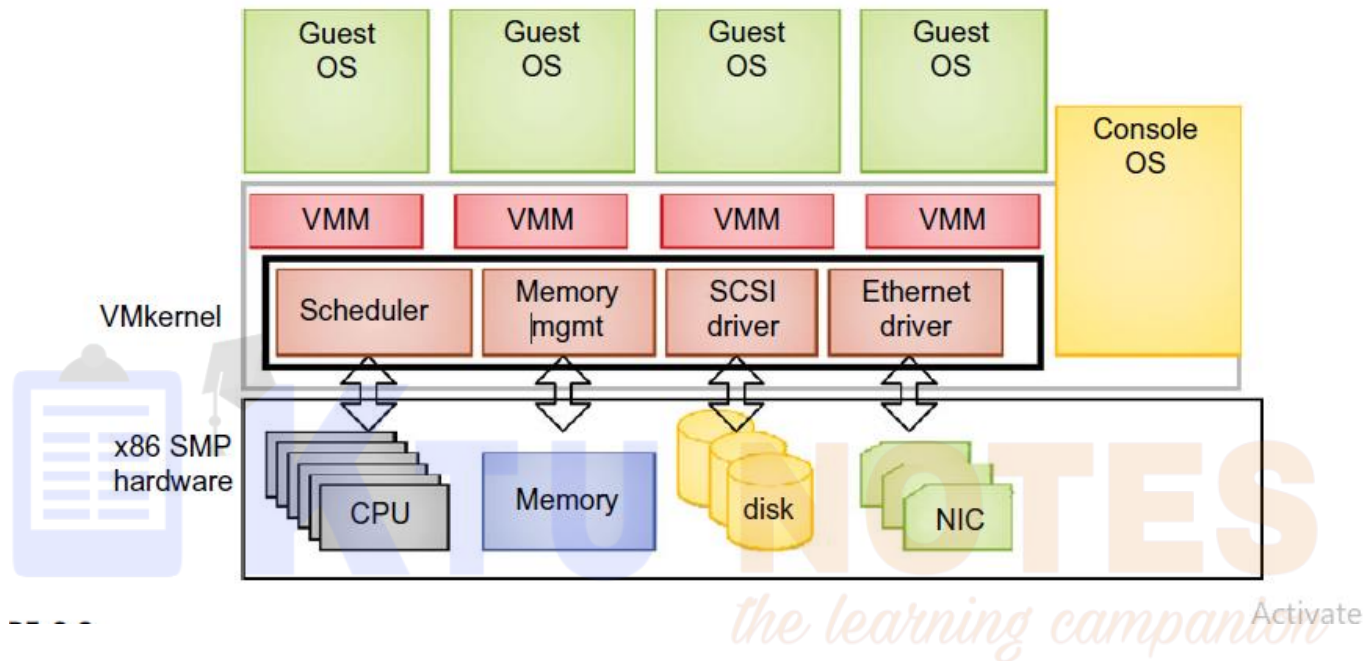 Guest
OS
Guest
OS
Guest
OS
Guest
OS
Console
OS
VMM
VMM
VMM
VMM
VMkernel
Scheduler
Memory
mgmt
SCSI
driver
Ethernet
driver
x86 SMP
hardware
CPU
Memory
disk
NIC
KTU NOTES
the learning companion
Activate